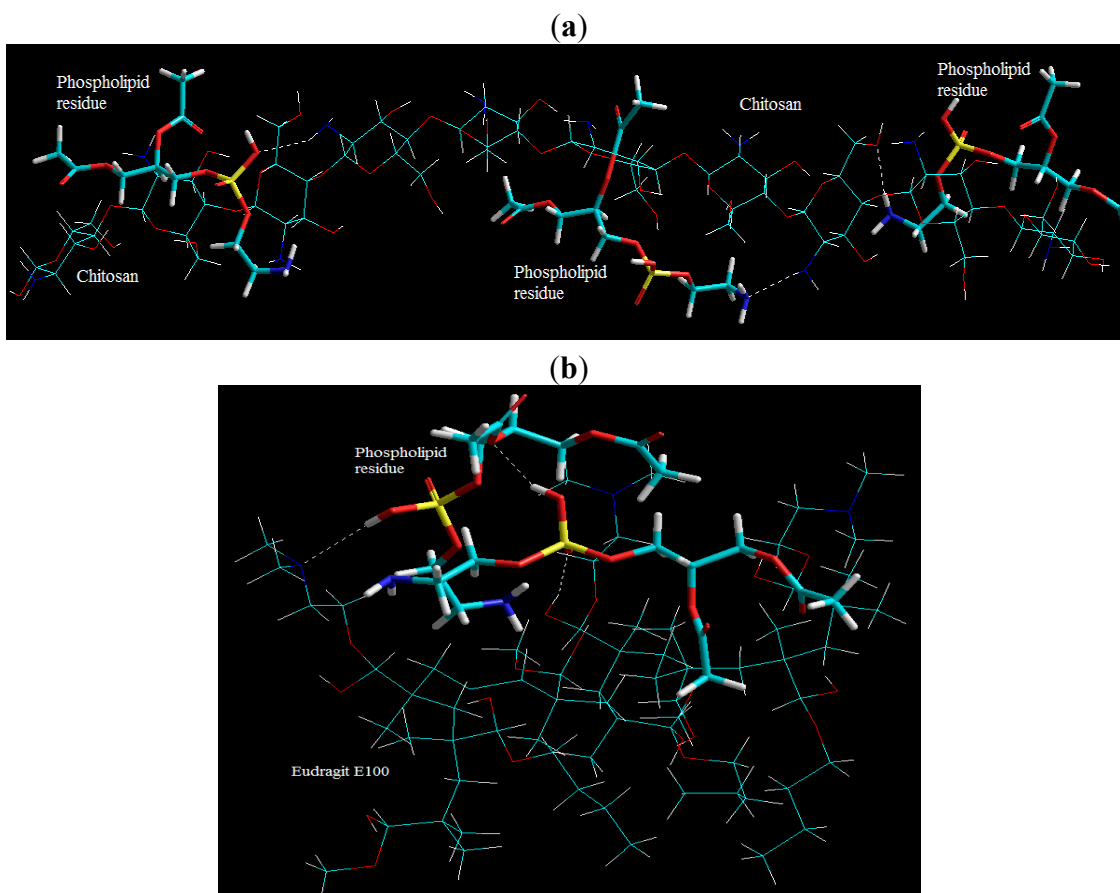 (a)
Phospholipid
residue
Chitosan
Phospholipid
residue
Chitosan
Phospholipid
residue
(b)
Phospholipid
residue
Eudragit E100